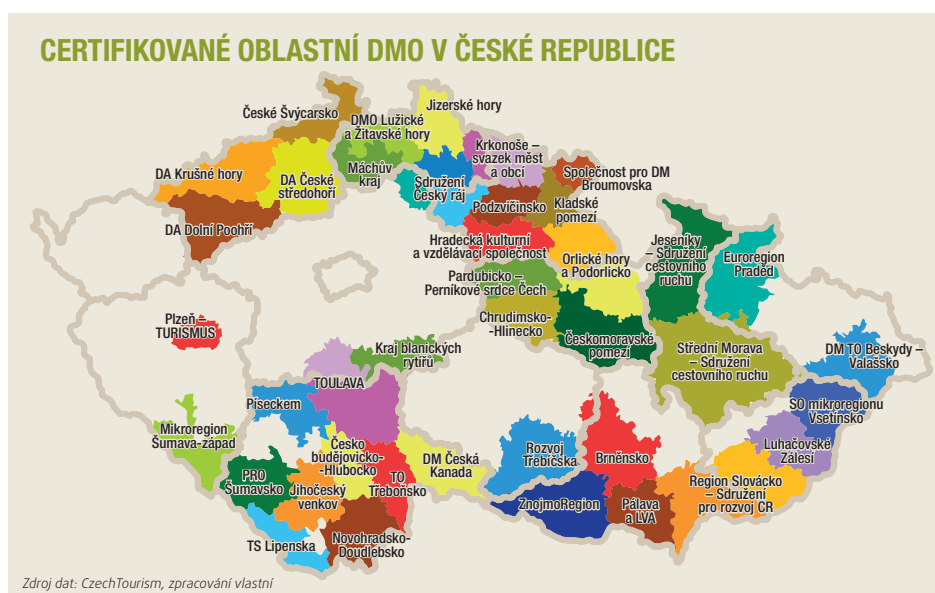 CERTIFIKOVANÉ OBLASTNÍ DMO V ČESKÉ REPUBLICE
České Švýcarsko
DMO Lužické
a Žitavské hory
Jizerské hory
Krkonoše –
svazek měst
a obcí
DA Krušné hory
DA České
středohoří
Máchův
kraj
Sdružení
Český ráj
Společnost pro DM
Broumovska
Podzvičinsko
Kladské
pomezí
DA Dolní Poohří
Hradecká kulturní
a vzdělávací společnost
Orlické hory
a Podorlicko
Jeseníky
– Sdružení
cestovního
ruchu
Euroregion
Praděd
Pardubicko –
Perníkové srdce Čech
Chrudimsko-
-Hlinecko
Českomoravské
pomezí
Plzeň –
TURISMUS
Kraj blanických
rytířů
Střední Morava
– Sdružení
cestovního ruchu
DM TO Beskydy –
Valašsko
TOULAVA
Píseckem
SO mikroregionu
Vsetínsko
Mikroregion
Šumava-západ
Luhačovské
Zálesí
Česko
budějovicko-
-Hlubocko
DM Česká
Kanada
Rozvoj
Třebíčska
Brněnsko
PRO
Šumavsko
Jihočeský
venkov
TO
Třeboňsko
Region Slovácko
– Sdružení
pro rozvoj CR
ZnojmoRegion
Pálava
a LVA
TS Lipenska
Novohradsko-
Doudlebsko
Zdroj dat: CzechTourism, zpracování vlastní